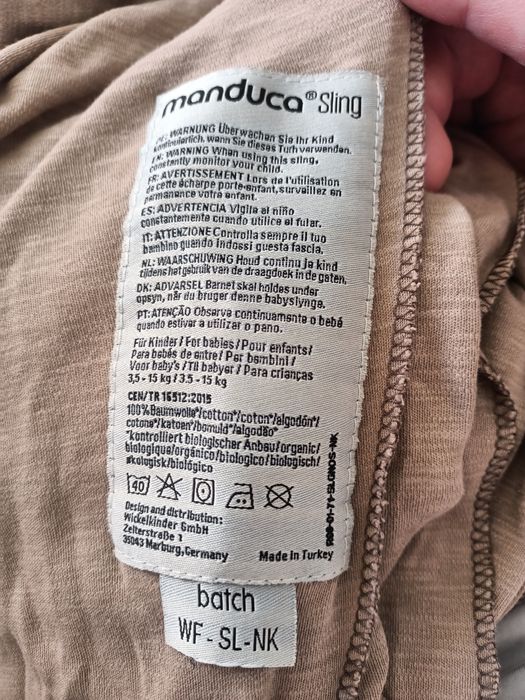 manduca® Sling
DE: WARNUNG Überwachen Sie Ihr Kind
kontinuierlich, wenn Sie dieses Tuch verwenden.
EN: WARNING When using this sling,
constantly monitor your child.
FR: AVERTISSEMENT Lors de l'utilisation
de cette écharpe porte-enfant, surveillez en
permanence votre enfant.
ES: ADVERTENCIA Vigile al niño
constantemente cuando utilice el fular.
IT: ATTENZIONE Controlla sempre il tuo
bambino quando indossi questa fascia.
NL: WAARSCHUWING Houd continu je kind
tijdens het gebruik van de draagdoek in de gaten.
DK: ADVARSEL Barnet skal holdes under
opsyn, når du bruger denne babyslynge.
PT: ATENÇÃO Observe continuamente o bebé
quando estiver a utilizar o pano.
Für Kinder/ For babies/ Pour enfants/
Para bebés de entre/ Per bambini/
Voor baby's/ Til babyer/ Para crianças
3,5 - 15 kg / 3.5 - 15 kg
CEN/TR 16512:2015
100% Baumwolle*/cotton*/coton*/algodón*/
cotone*/katoen*/bomuld*/algodão*
*kontrolliert biologischer Anbau/organic/
biologique/orgánico/biologico/biologisch/
økologisk/biológico
40
Design and distribution:
Wickelkinder GmbH
Zeiterstraße 1
35043 Marburg, Germany
Made in Turkey
batch
WF - SL - NK